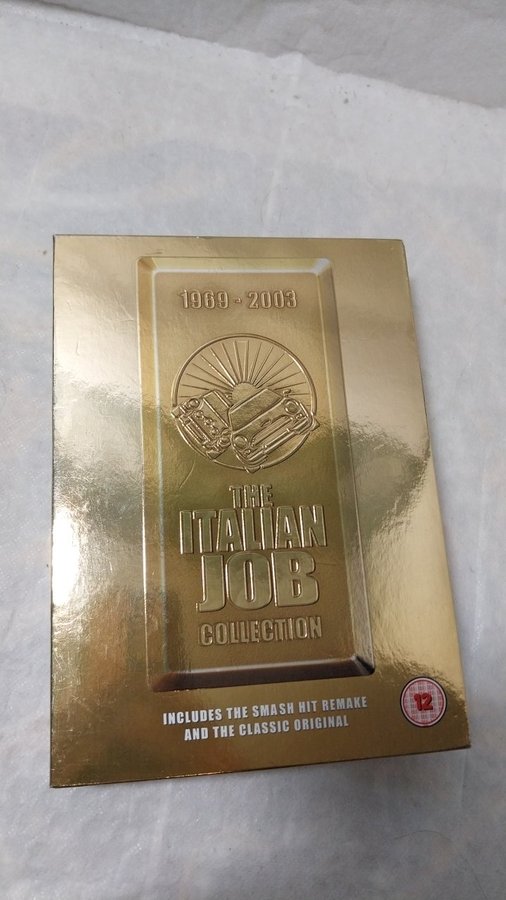 1969 - 2003
THE
ITALIAN
JOB
COLLECTION
INCLUDES THE SMASH HIT REMAKE
AND THE CLASSIC ORIGINAL
12